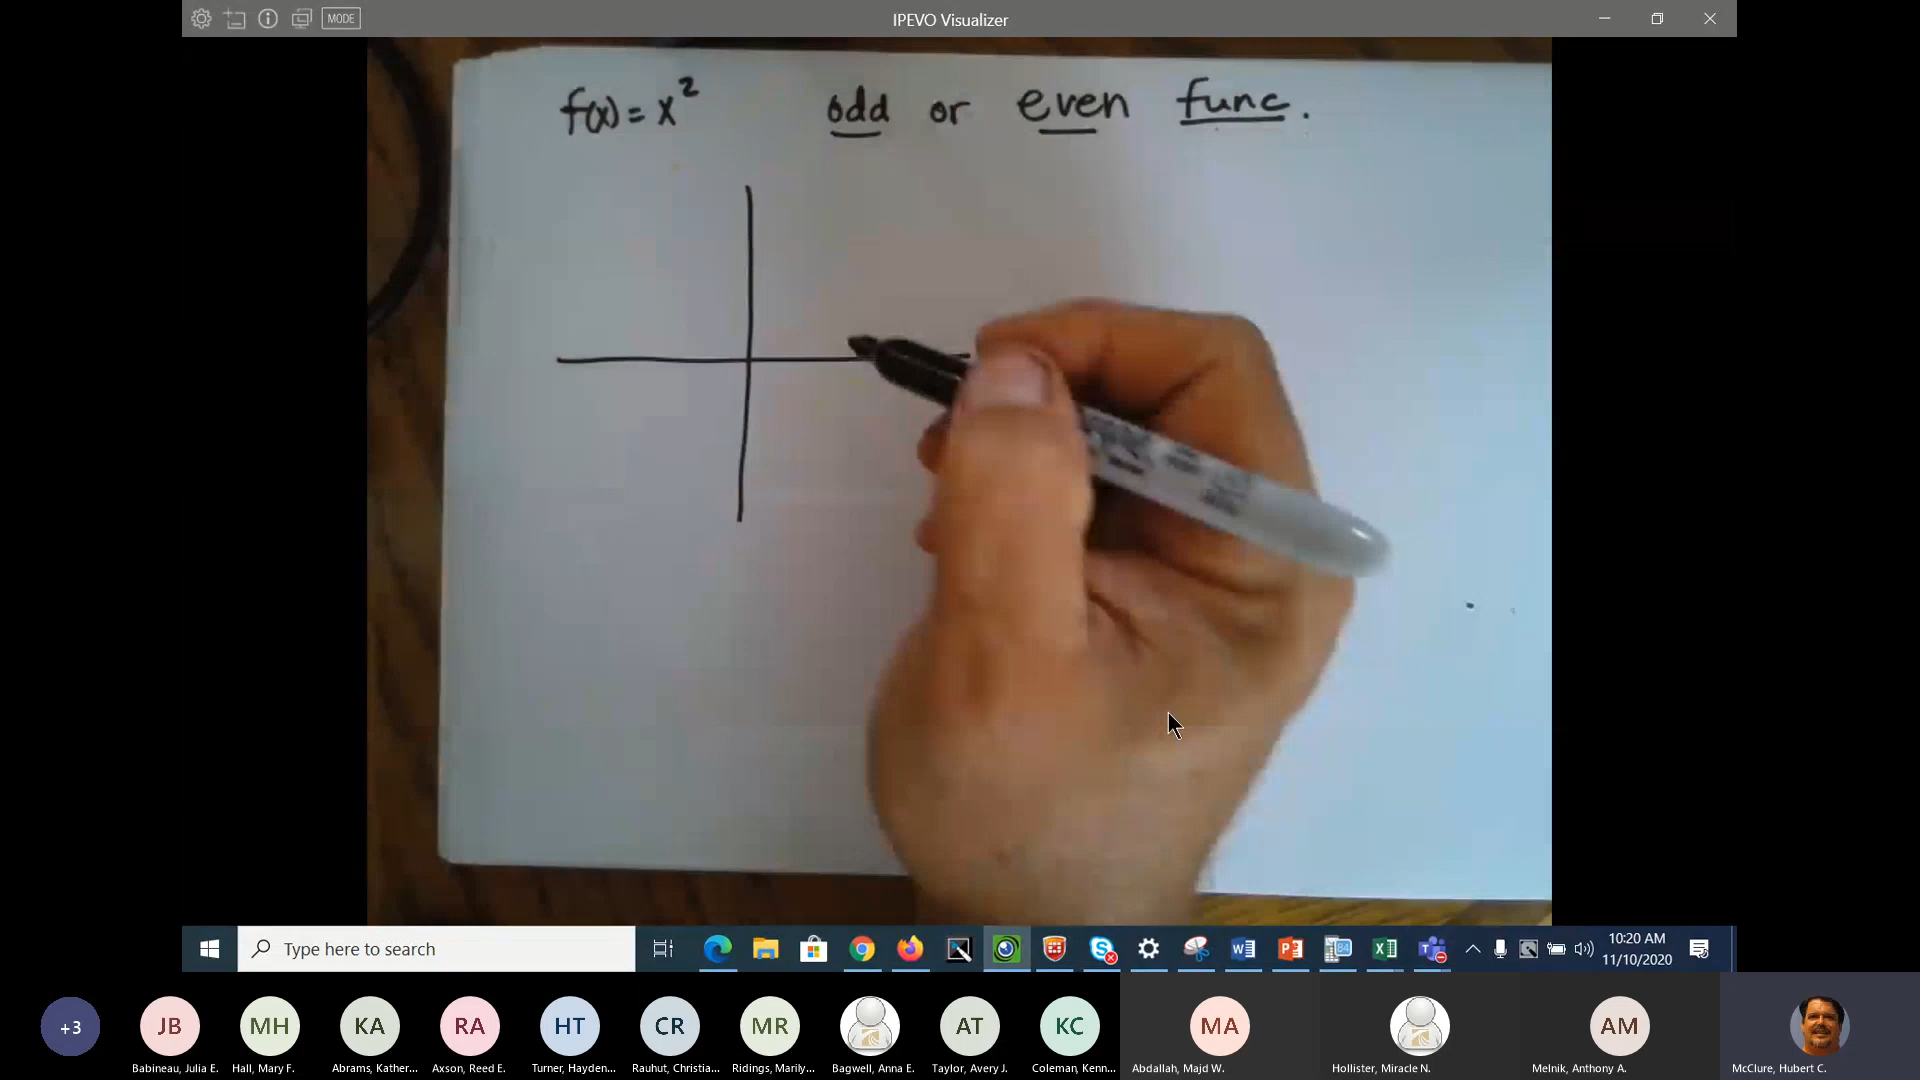 MODE
IPEVO Visualizer
f(x) = x² odd or even func.
Type here to search
84
10:20 AM
11/10/2020
+3
JB
MH
KA
RA
HT
CR
MR
AT
KC
MA
AM
Babineau, Julia E.
Hall, Mary F.
Abrams, Kather...
Axson, Reed E.
Turner, Hayden...
Rauhut, Christia...
Ridings, Marily...
Bagwell, Anna E.
Taylor, Avery J.
Coleman, Kenn...
Abdallah, Majd W.
Hollister, Miracle N.
Melnik, Anthony A.
McClure, Hubert C.